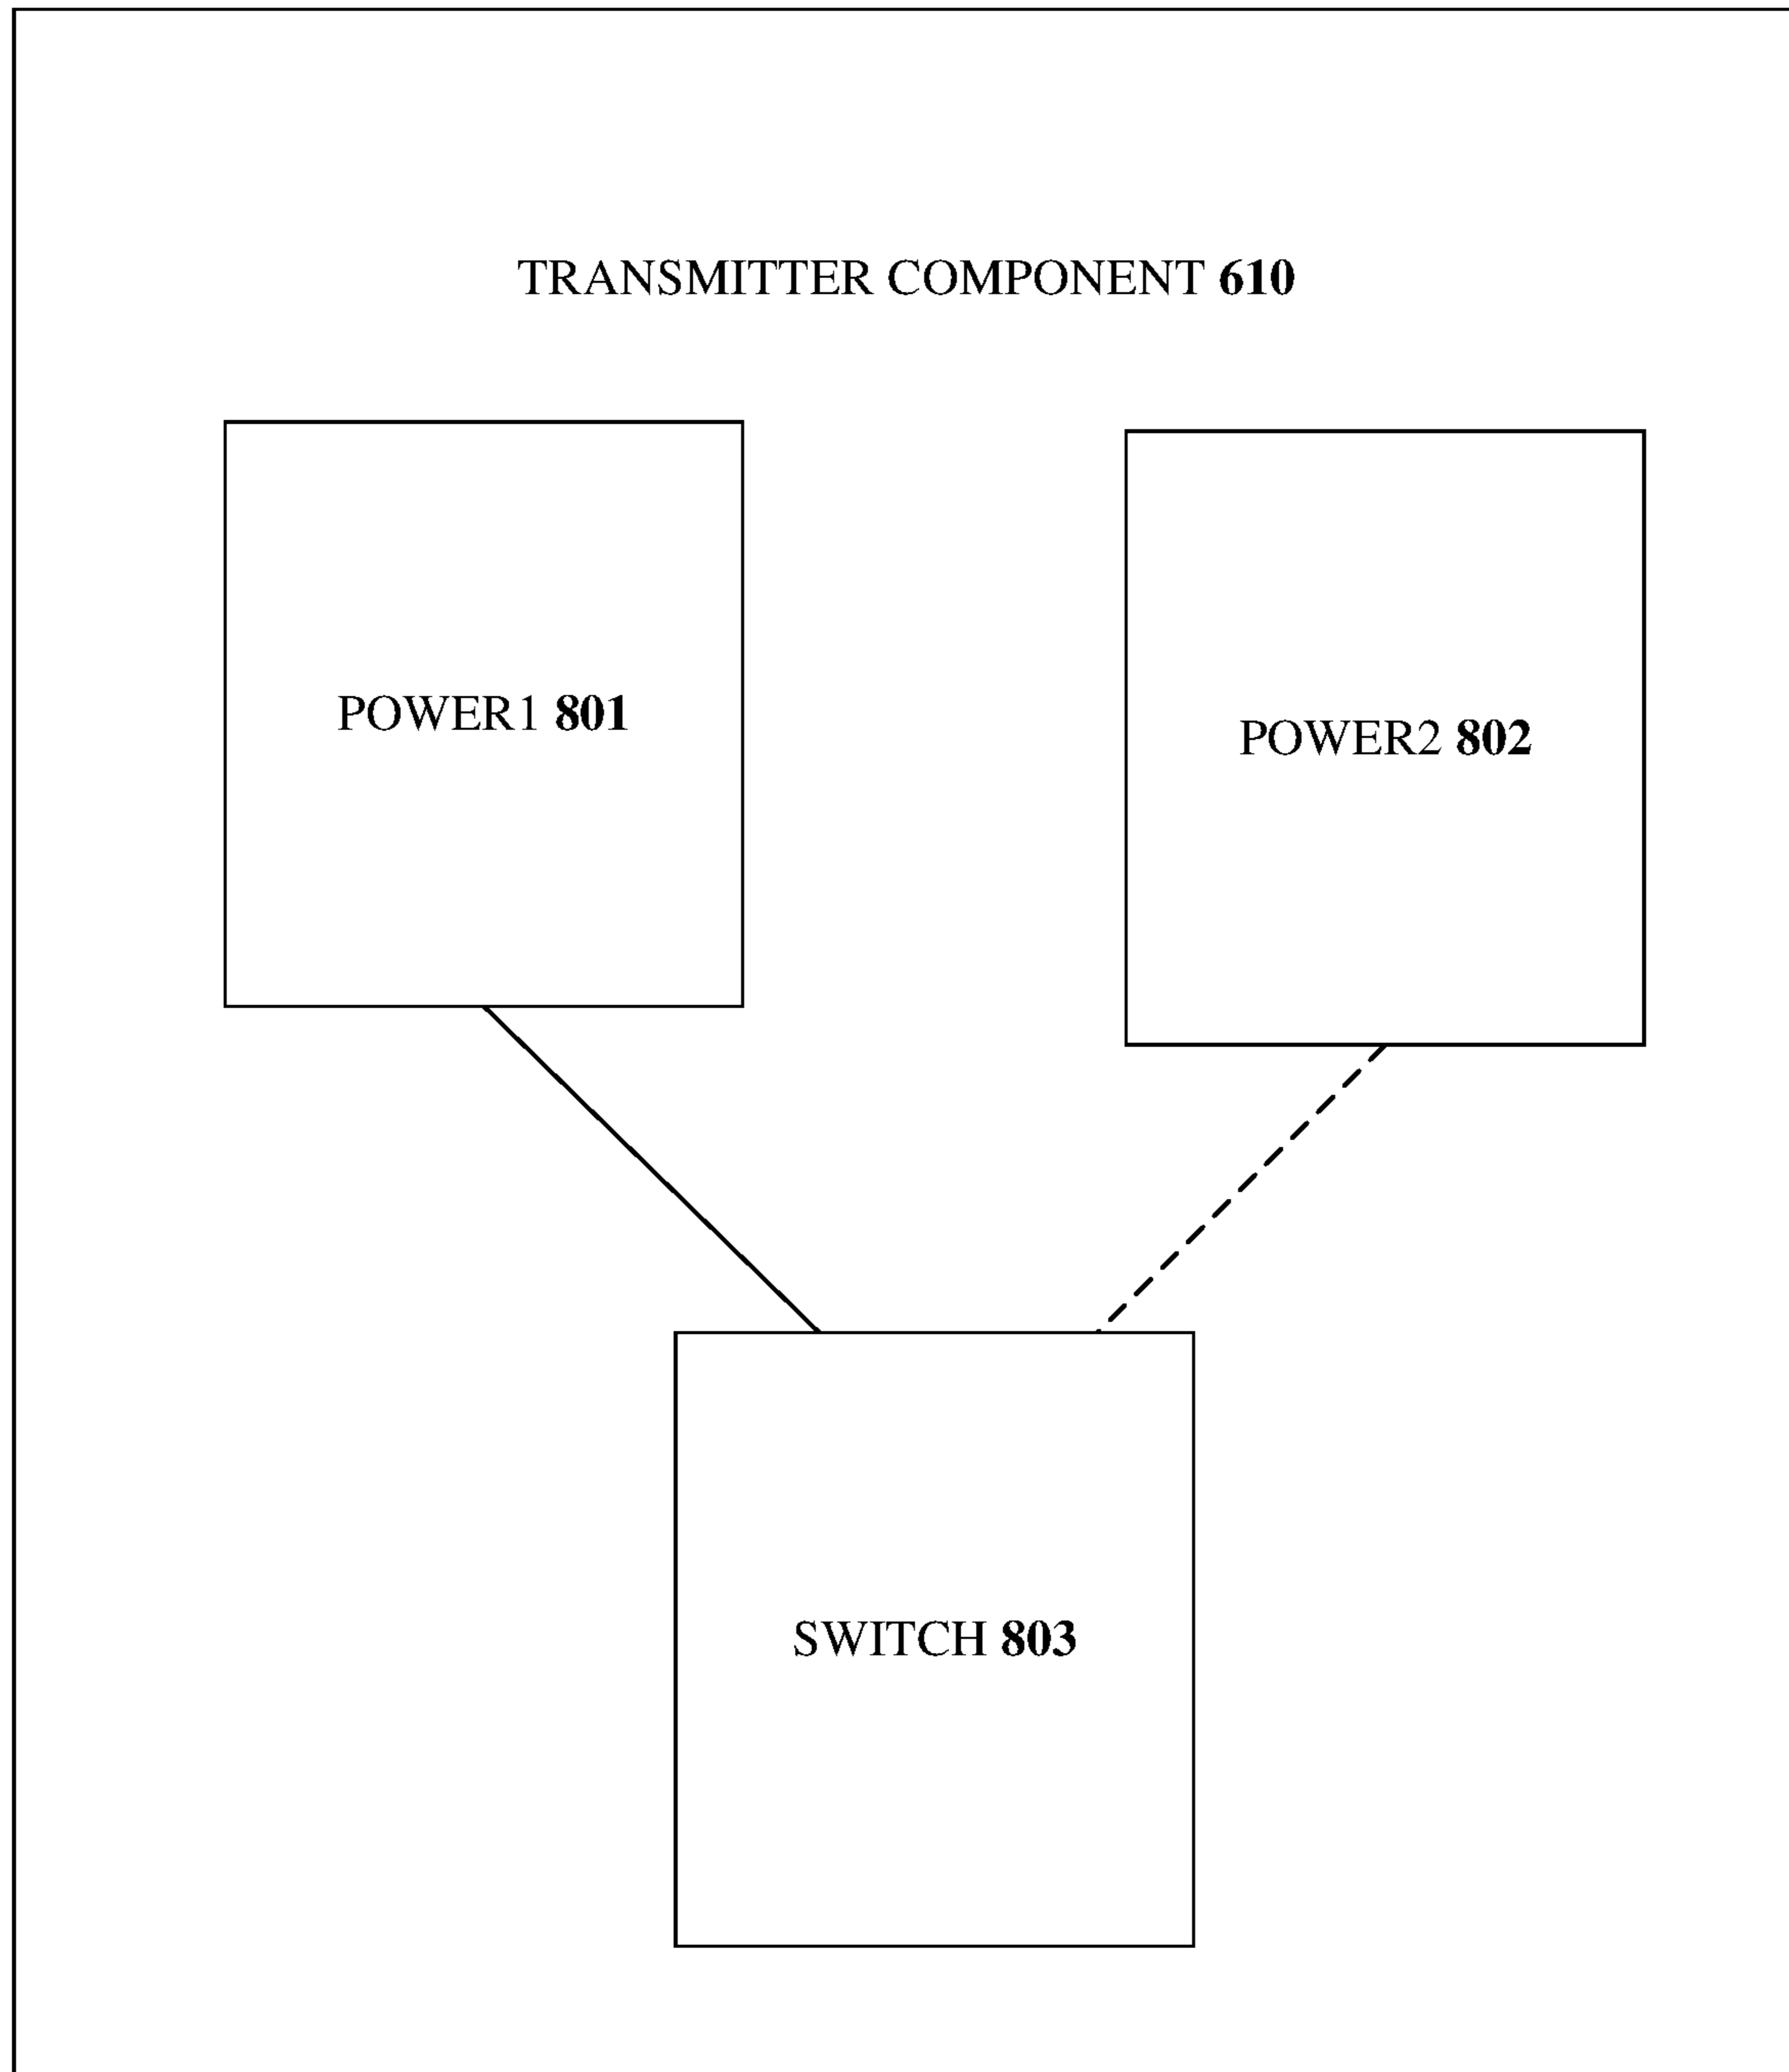 TRANSMITTER COMPONENT 610
POWER1 801
POWER2 802
SWITCH 803